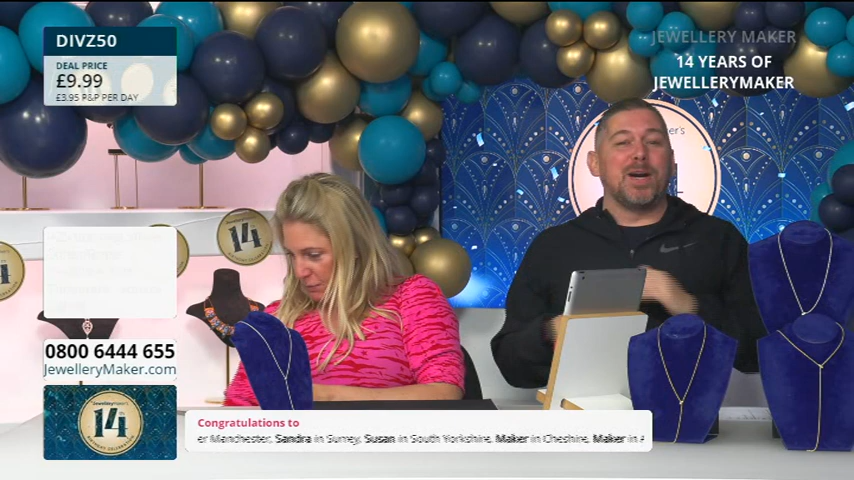 DIVZ50
DEAL PRICE
£9.99
£3.95 P&P PER DAY
JEWELLERY MAKER
14 YEARS OF
JEWELLERYMAKER
14
0800 6444 655
JewelleryMaker.com
JewelleryMaker's
14
Congratulations to
er Manchester, Sandra in Surrey, Susan in South Yorkshire, Maker in Cheshire, Maker in